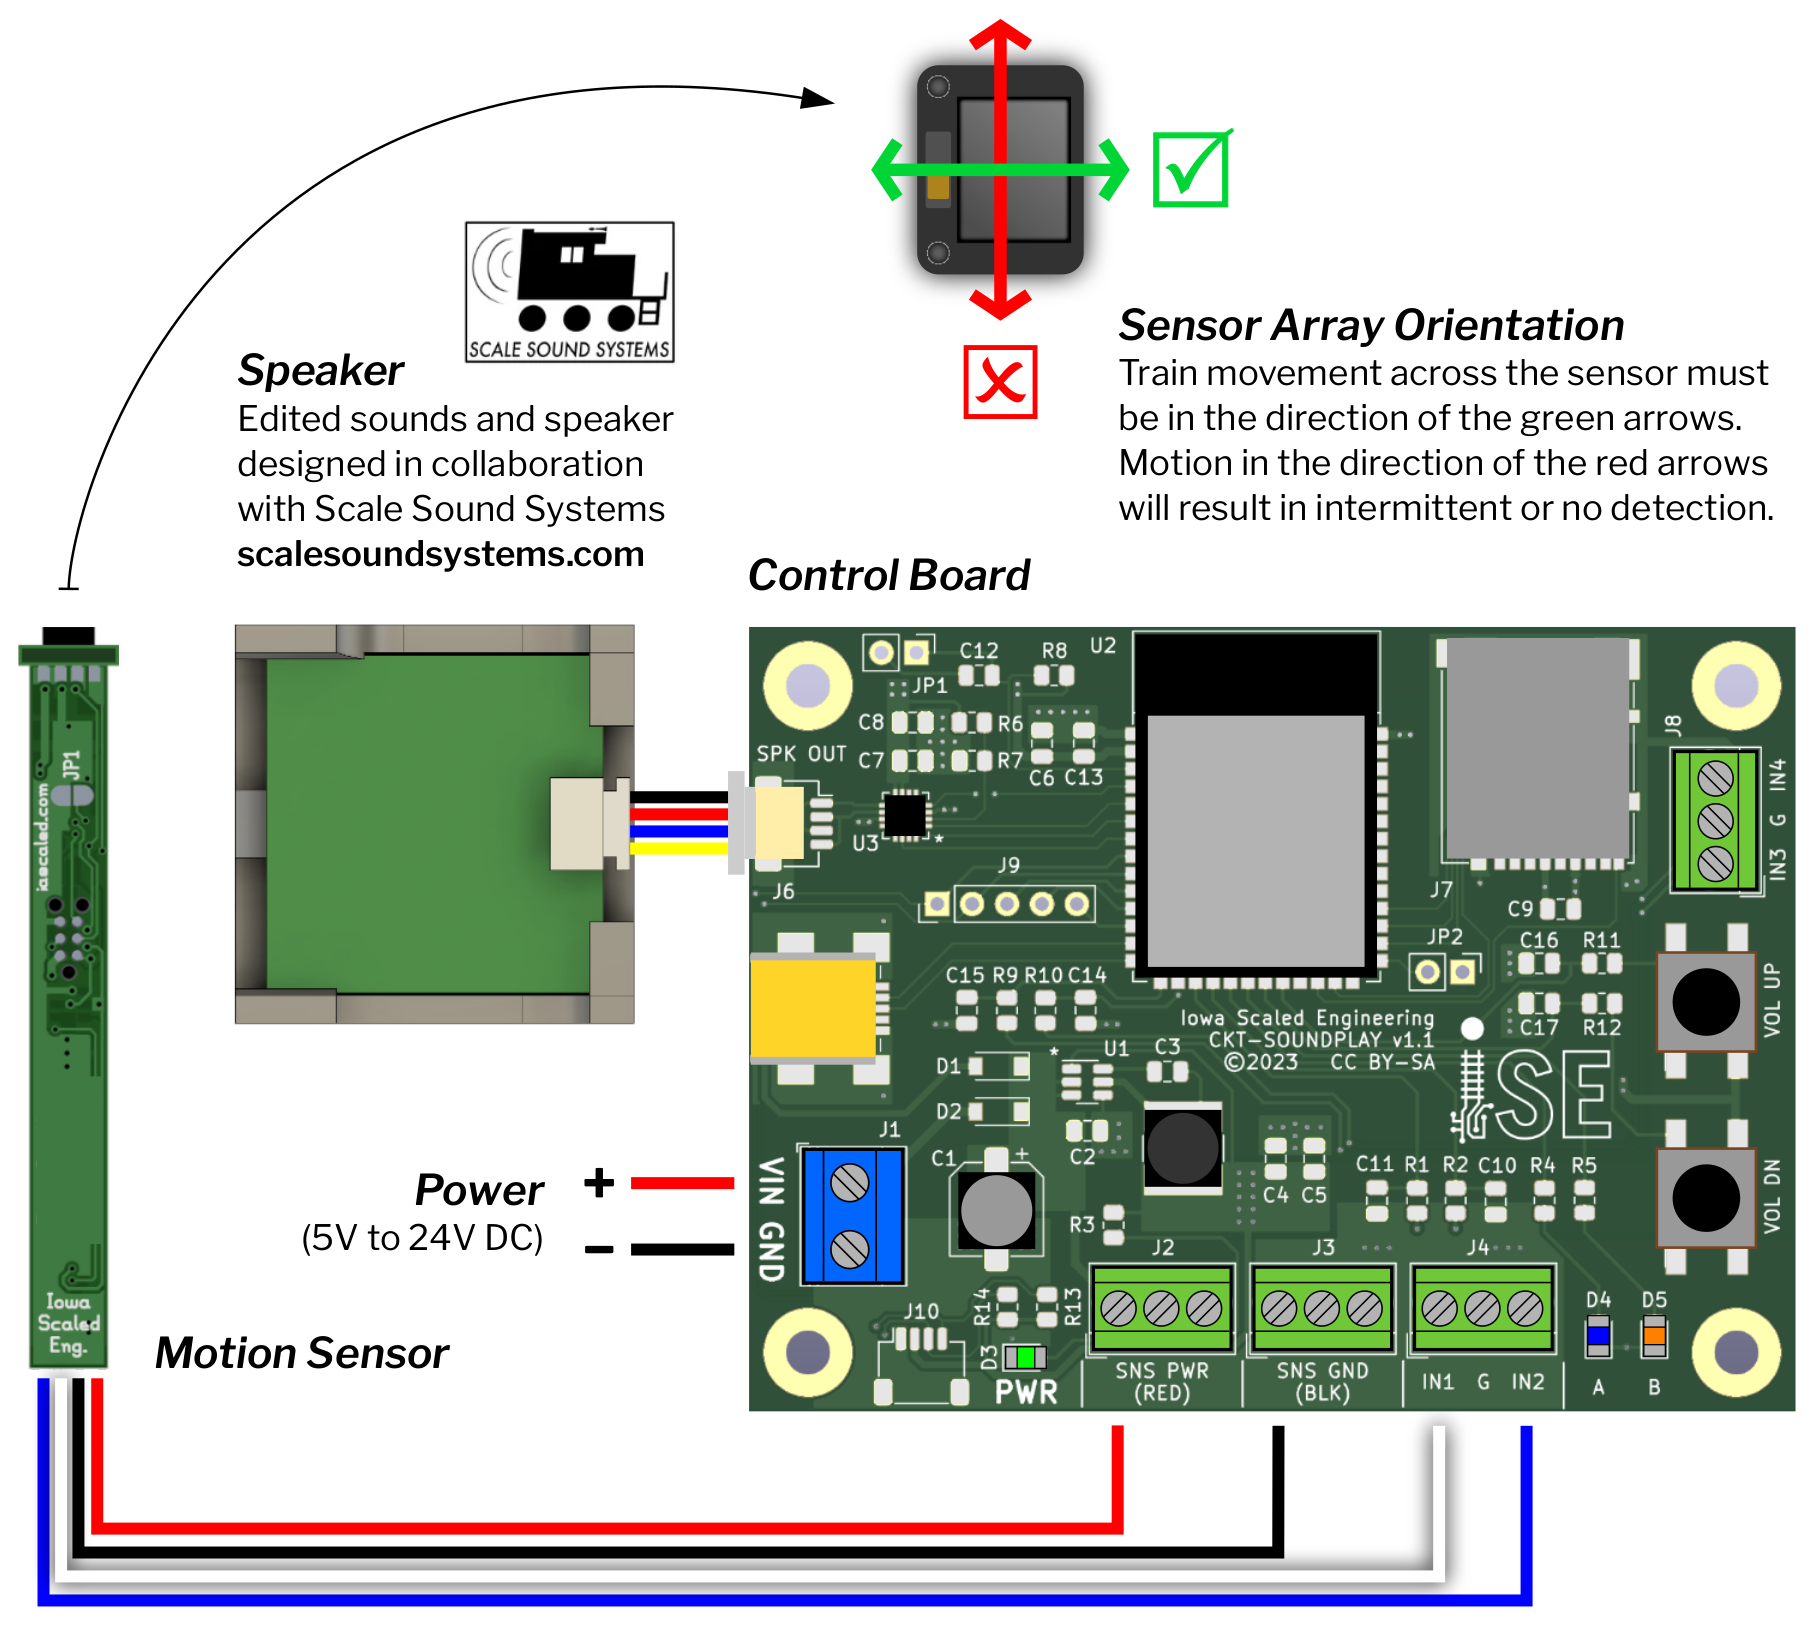 SCALE SOUND SYSTEMS
Speaker
Edited sounds and speaker
designed in collaboration
with Scale Sound Systems
scalesoundsystems.com
Sensor Array Orientation
Train movement across the sensor must
be in the direction of the green arrows.
Motion in the direction of the red arrows
will result in intermittent or no detection.
Control Board
JP1
iascaled.com
Iowa
Scaled
Eng.
Motion Sensor
Power
(5V to 24V DC)
+
−
C12
R8
U2
JP1
C8
R6
SPK OUT
C7
R7
C6
C13
U3
*
J6
J9
J8
IN3 G IN4
J7
C9
JP2
C16
R11
C17
R12
VOL UP
C15
R9
R10
C14
Iowa Scaled Engineering
CKT-SOUNDPLAY v1.1
©2023 CC BY-SA
SE
D1
*
U1
C3
D2
J1
VIN GND
C1
+
C2
C4
C5
C11
R1
R2
C10
R4
R5
VOL DN
R3
J2
J3
J4
J10
R14
R13
D3
PWR
SNS PWR
(RED)
SNS GND
(BLK)
IN1 G IN2
D4
D5
A
B